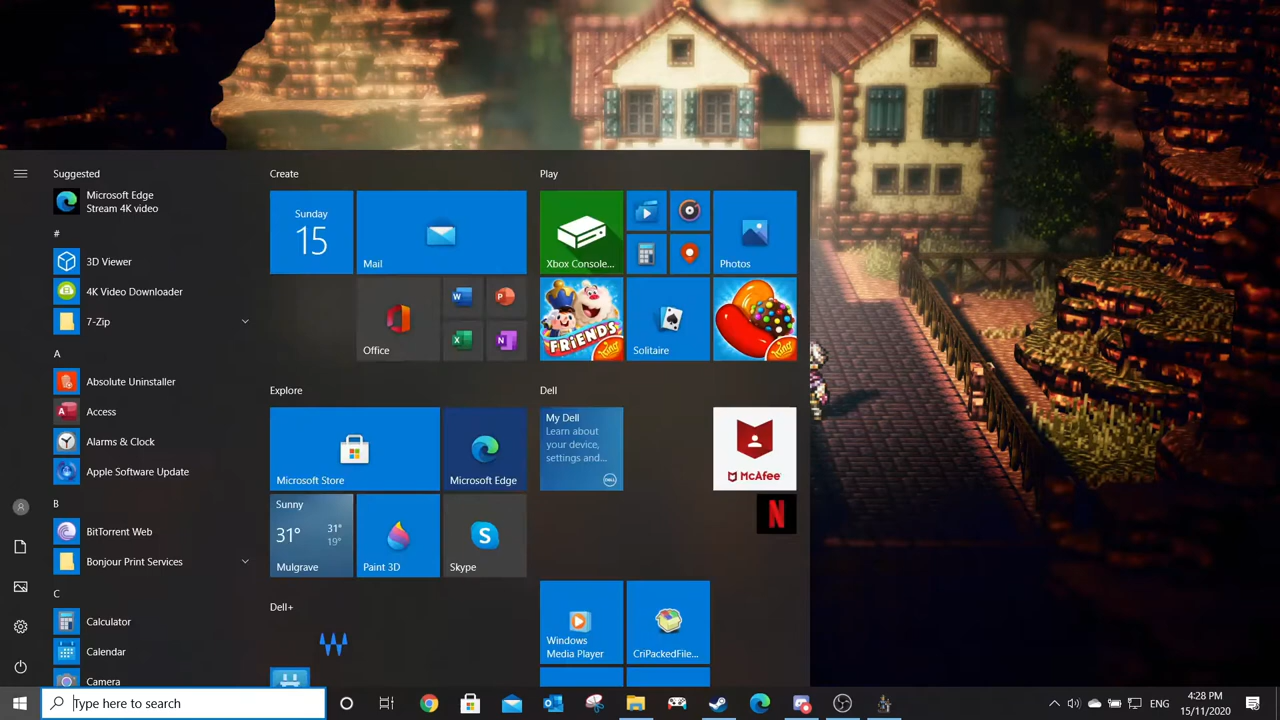 Suggested
Microsoft Edge
Stream 4K video
#
3D Viewer
4K Video Downloader
7-Zip
A
Absolute Uninstaller
Access
Alarms & Clock
Apple Software Update
B
BitTorrent Web
Bonjour Print Services
C
Calculator
Calendar
Camera
Create
Sunday
15
Mail
Office
Explore
Microsoft Store
Microsoft Edge
Sunny
31°
31°
19°
Mulgrave
Paint 3D
Skype
Dell+
Play
Xbox Console...
Photos
FRIENDS
King
Solitaire
King
Dell
My Dell
Learn about
your device,
settings and...
DELL
McAfee
N
Windows
Media Player
CriPackedFile...
Type here to search
ENG
4:28 PM
15/11/2020